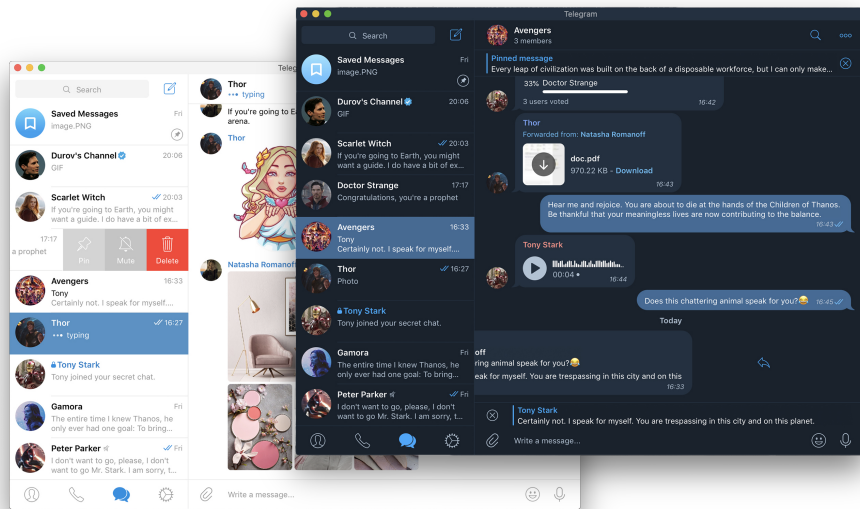 Telegram
Search
Saved Messages
Fri
image.PNG
Durov's Channel
20:06
GIF
Scarlet Witch
20:03
If you're going to Earth, you might
want a guide. I do have a bit of ex...
17:17
a prophet
Pin
Mute
Delete
Avengers
16:33
Tony
Certainly not. I speak for myself....
Thor
16:27
typing
Tony Stark
Tony joined your secret chat.
Gamora
Fri
The entire time I knew Thanos, he
only ever had one goal: To bring...
Peter Parker
Fri
I don't want to go, please, I don't
want to go Mr. Stark. I am sorry, t...
Thor
typing
If you're going to E
arena.
Thor
Natasha Romanoff
Write a message...
Telegram
Search
Saved Messages
Fri
image.PNG
Durov's Channel
20:06
GIF
Scarlet Witch
20:03
If you're going to Earth, you might
want a guide. I do have a bit of ex...
Doctor Strange
17:17
Congratulations, you're a prophet
Avengers
16:33
Tony
Certainly not. I speak for myself....
Thor
16:27
Photo
Tony Stark
Tony joined your secret chat.
Gamora
Fri
The entire time I knew Thanos, he
only ever had one goal: To bring...
Peter Parker
Fri
I don't want to go, please, I don't
want to go Mr. Stark. I am sorry, t...
Avengers
3 members
Pinned message
Every leap of civilization was built on the back of a disposable workforce, but I can only make...
33% Doctor Strange
3 users voted
16:42
Thor
Forwarded from: Natasha Romanoff
doc.pdf
970.22 KB - Download
16:43
Hear me and rejoice. You are about to die at the hands of the Children of Thanos.
Be thankful that your meaningless lives are now contributing to the balance.
16:43
Tony Stark
00:04
16:44
Does this chattering animal speak for you?😂
16:45
Today
off
ring animal speak for you?😂
eak for myself. You are trespassing in this city and on this
16:33
Tony Stark
Certainly not. I speak for myself. You are trespassing in this city and on this planet.
Write a message...